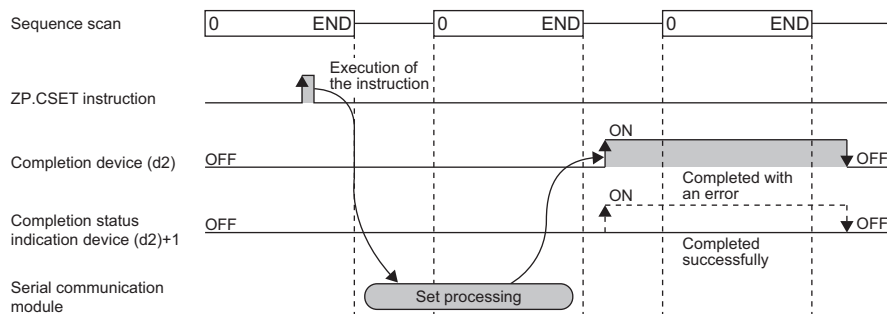 Sequence scan
0 END
0 END
0 END
Execution of
the instruction
ZP.CSET instruction
ON
Completion device (d2)
OFF
OFF
Completed with
an error
ON
Completion status
indication device (d2)+1
OFF
OFF
Completed
successfully
Serial communication
module
Set processing